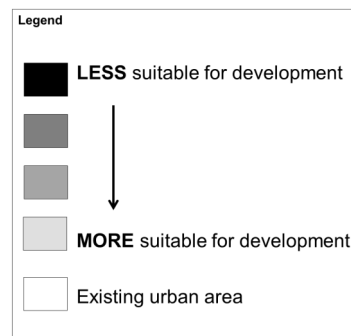 Legend
LESS suitable for development
MORE suitable for development
Existing urban area